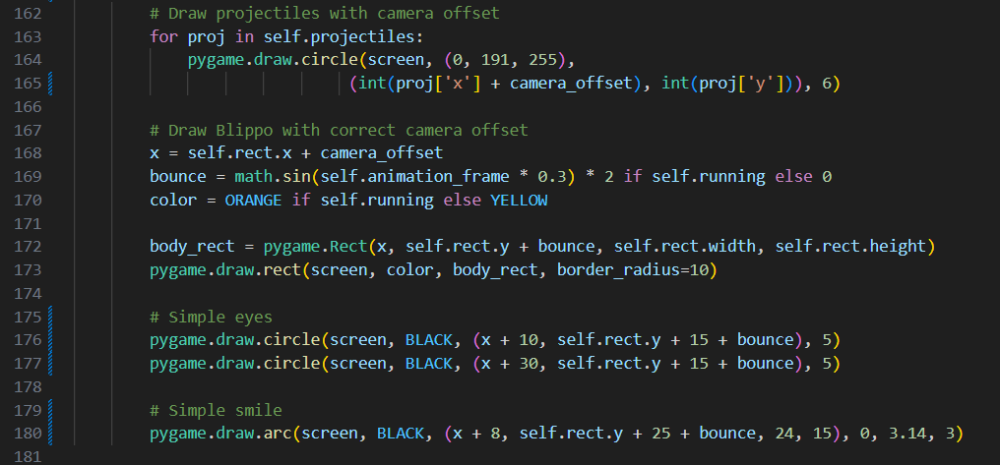 162 # Draw projectiles with camera offset
163 for proj in self.projectiles:
164     pygame.draw.circle(screen, (0, 191, 255),
165                     (int(proj['x'] + camera_offset), int(proj['y'])), 6)
166
167 # Draw Blippo with correct camera offset
168 x = self.rect.x + camera_offset
169 bounce = math.sin(self.animation_frame * 0.3) * 2 if self.running else 0
170 color = ORANGE if self.running else YELLOW
171
172 body_rect = pygame.Rect(x, self.rect.y + bounce, self.rect.width, self.rect.height)
173 pygame.draw.rect(screen, color, body_rect, border_radius=10)
174
175 # Simple eyes
176 pygame.draw.circle(screen, BLACK, (x + 10, self.rect.y + 15 + bounce), 5)
177 pygame.draw.circle(screen, BLACK, (x + 30, self.rect.y + 15 + bounce), 5)
178
179 # Simple smile
180 pygame.draw.arc(screen, BLACK, (x + 8, self.rect.y + 25 + bounce, 24, 15), 0, 3.14, 3)
181